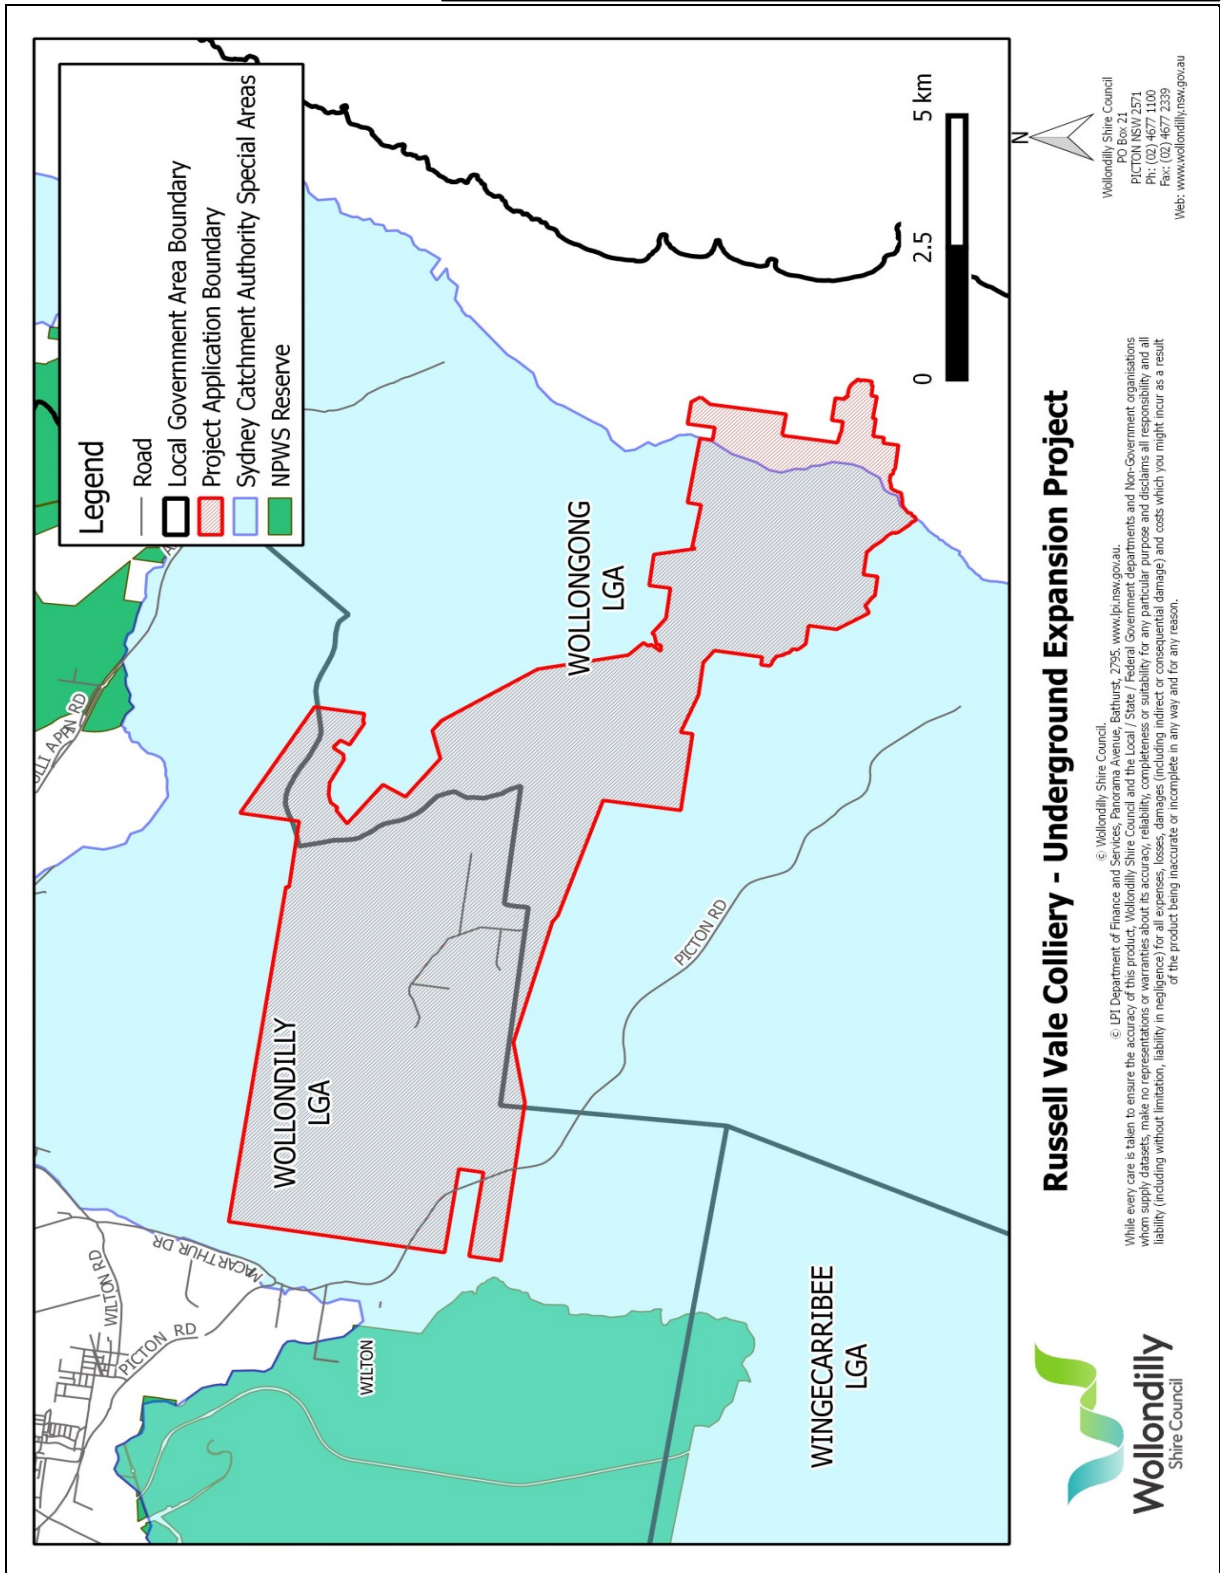 Legend
Road
Local Government Area Boundary
Project Application Boundary
Sydney Catchment Authority Special Areas
NPWS Reserve
WILTON RD
PICTON RD
MACARTHUR DR
WILTON
APPIN RD
WOLLONDILLY
LGA
WOLLONGONG
LGA
PICTON RD
WINGECARRIBEE
LGA
0 2.5 5 km
Russell Vale Colliery - Underground Expansion Project
© Wollondilly Shire Council.
© LPI Department of Finance and Services, Panorama Avenue, Bathurst, 2795. www.lpi.nsw.gov.au.
While every care is taken to ensure the accuracy of this product, Wollondilly Shire Council and the Local / State / Federal Government departments and Non-Government organisations
whom supply datasets, make no representations or warranties about its accuracy, reliability, completeness or suitability for any particular purpose and disclaims all responsibility and all
liability (including without limitation, liability in negligence) for all expenses, losses, damages (including indirect or consequential damage) and costs which you might incur as a result
of the product being inaccurate or incomplete in any way and for any reason.
N
Wollondilly Shire Council
PO Box 21
PICTON NSW 2571
Ph: (02) 4677 1100
Fax: (02) 4677 2339
Web: www.wollondilly.nsw.gov.au
Wollondilly
Shire Council